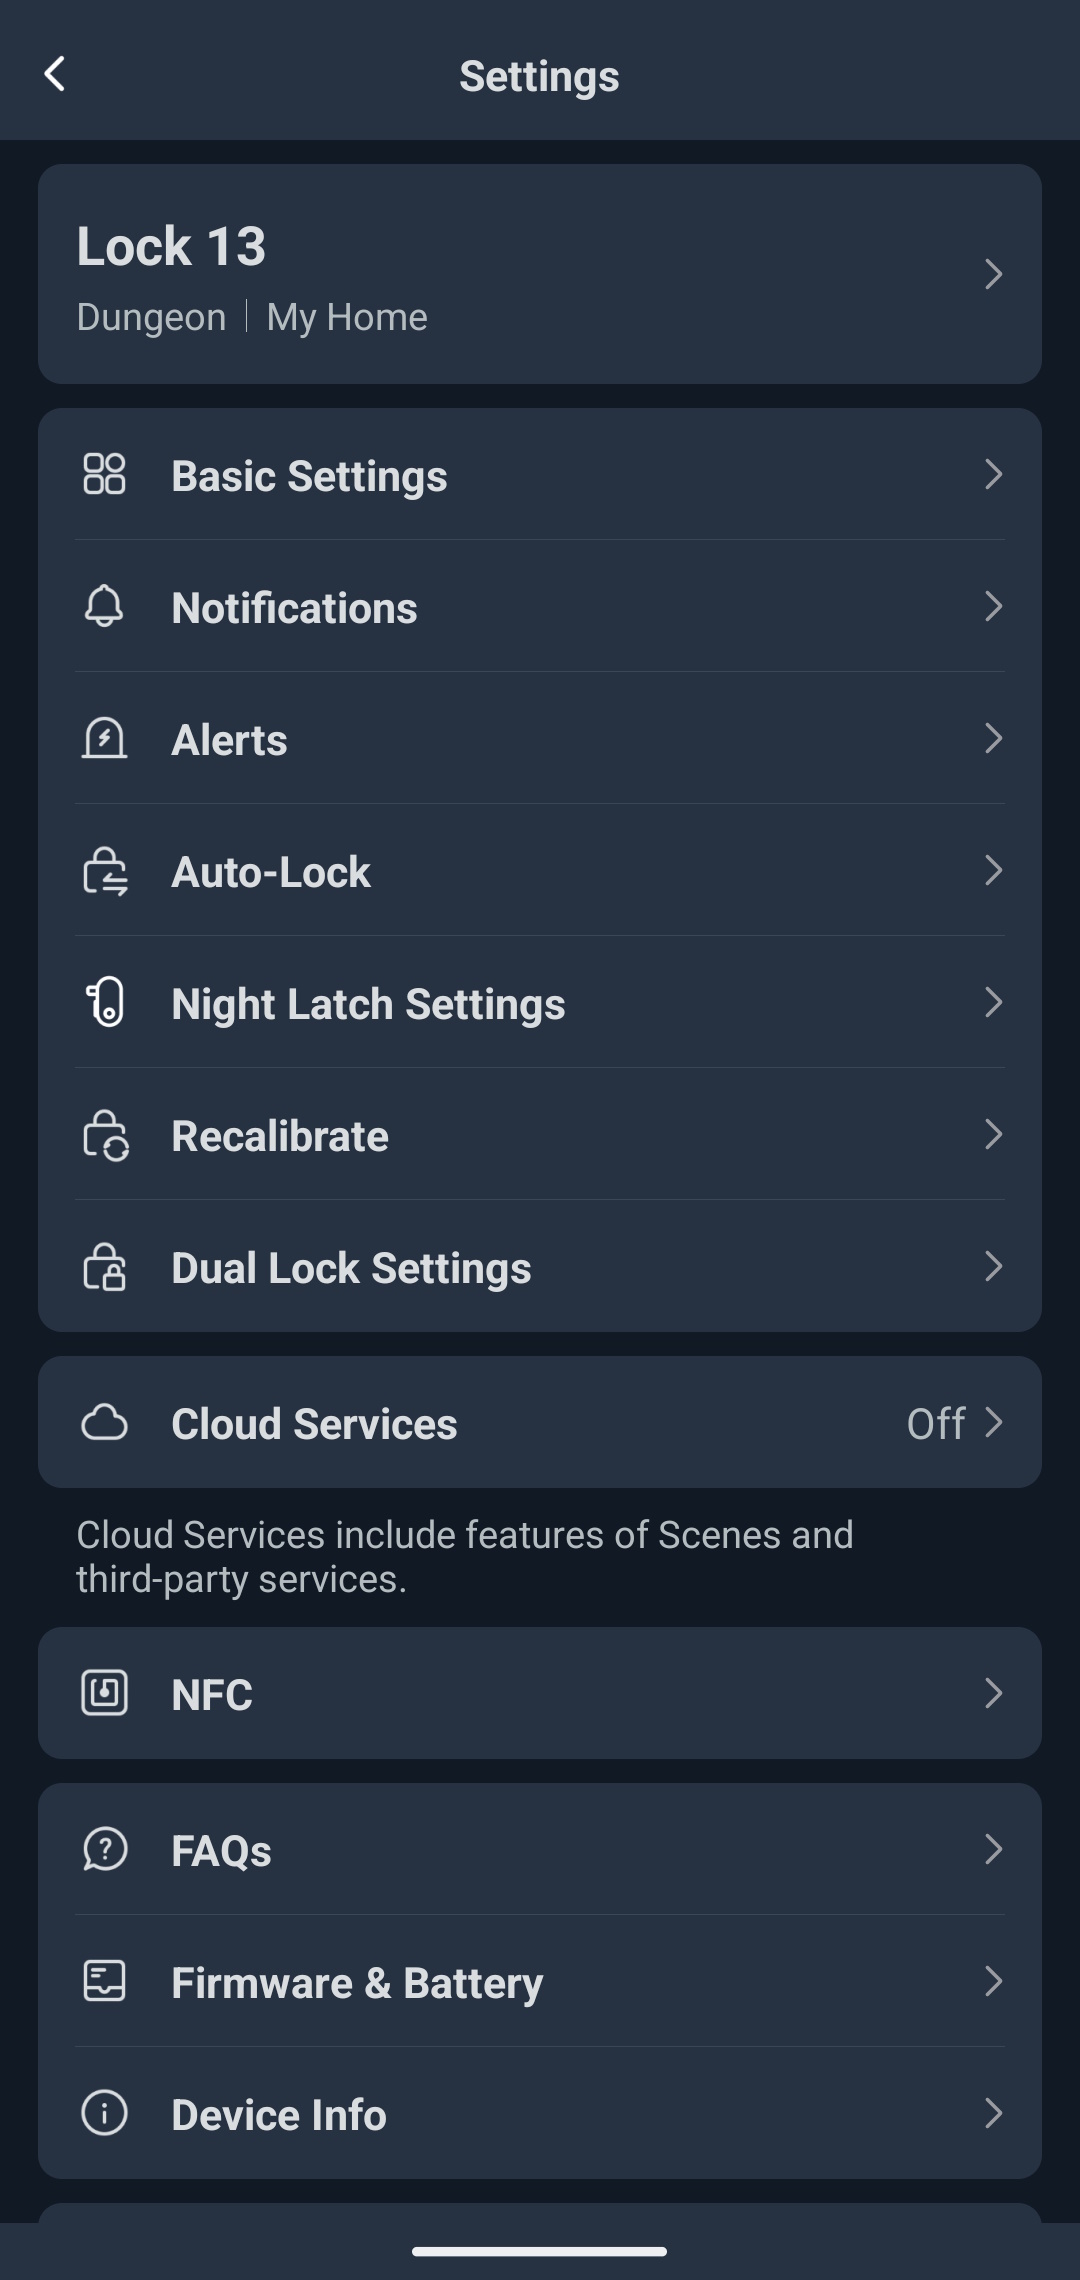 Settings
Lock 13
Dungeon | My Home
Basic Settings
Notifications
Alerts
Auto-Lock
Night Latch Settings
Recalibrate
Dual Lock Settings
Cloud Services Off
Cloud Services include features of Scenes and
third-party services.
NFC
FAQs
Firmware & Battery
Device Info